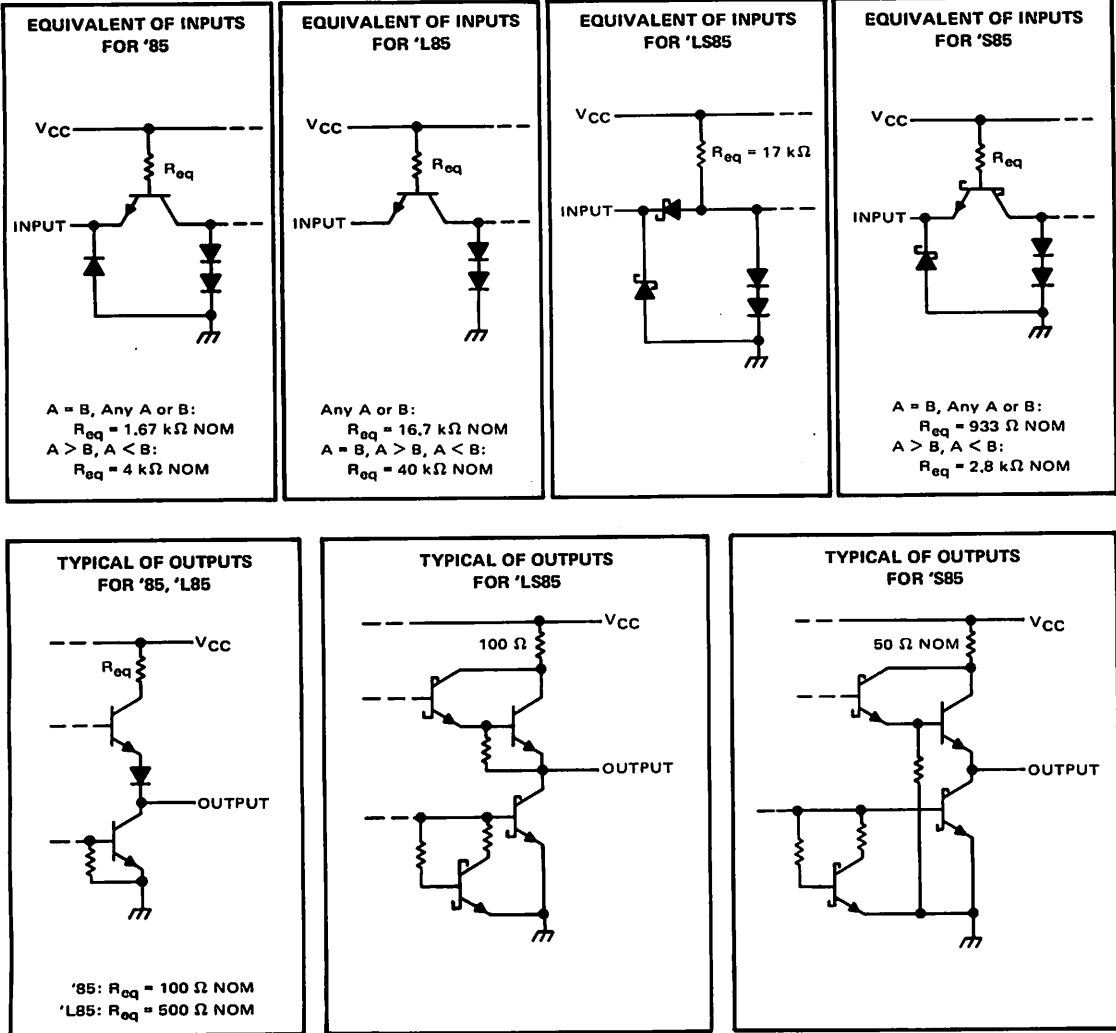 EQUIVALENT OF INPUTS
FOR '85
VCC
Req
INPUT
A = B, Any A or B:
Req = 1.67 kΩ NOM
A > B, A < B:
Req = 4 kΩ NOM
EQUIVALENT OF INPUTS
FOR 'L85
VCC
Req
INPUT
Any A or B:
Req = 16.7 kΩ NOM
A = B, A > B, A < B:
Req = 40 kΩ NOM
EQUIVALENT OF INPUTS
FOR 'LS85
VCC
Req = 17 kΩ
INPUT
EQUIVALENT OF INPUTS
FOR 'S85
VCC
Req
INPUT
A = B, Any A or B:
Req = 933 Ω NOM
A > B, A < B:
Req = 2.8 kΩ NOM
TYPICAL OF OUTPUTS
FOR '85, 'L85
VCC
Req
OUTPUT
'85: Req = 100 Ω NOM
'L85: Req = 500 Ω NOM
TYPICAL OF OUTPUTS
FOR 'LS85
VCC
100 Ω
OUTPUT
TYPICAL OF OUTPUTS
FOR 'S85
VCC
50 Ω NOM
OUTPUT